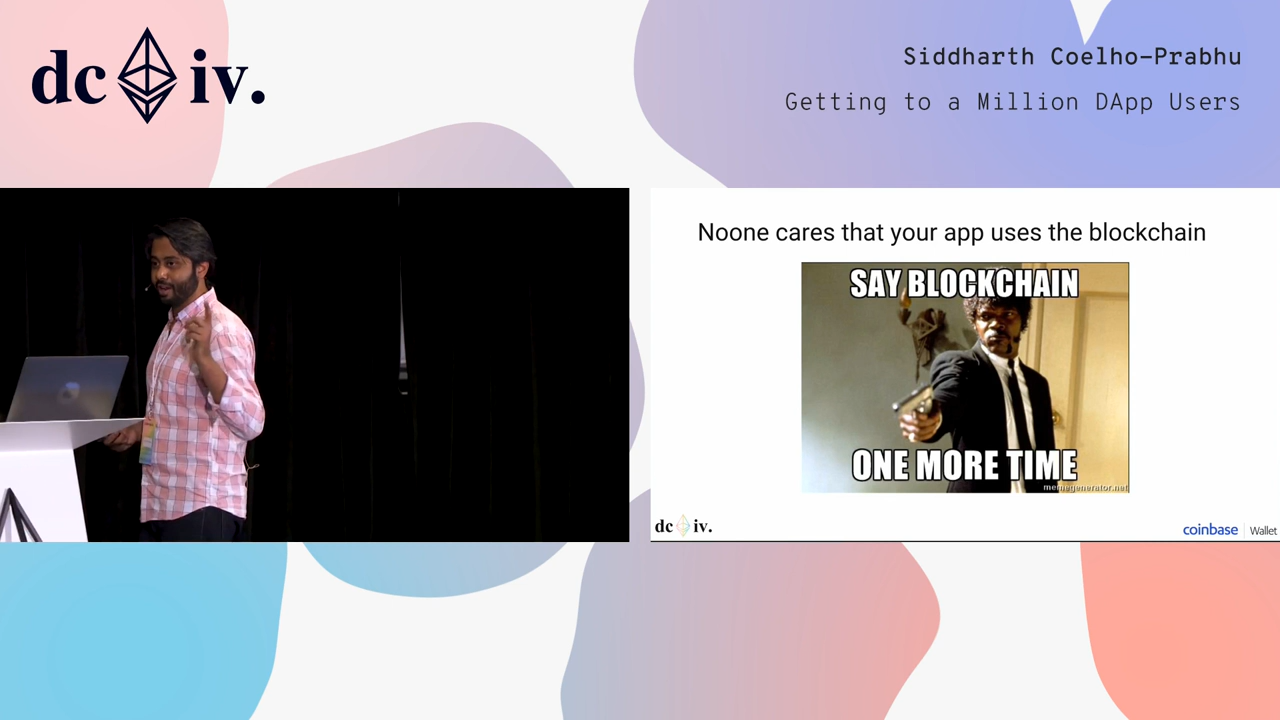 dc iv.
Siddharth Coelho-Prabhu
Getting to a Million DApp Users
Noone cares that your app uses the blockchain
SAY BLOCKCHAIN
ONE MORE TIME
memegenerator.net
dc iv.
coinbase | Wallet